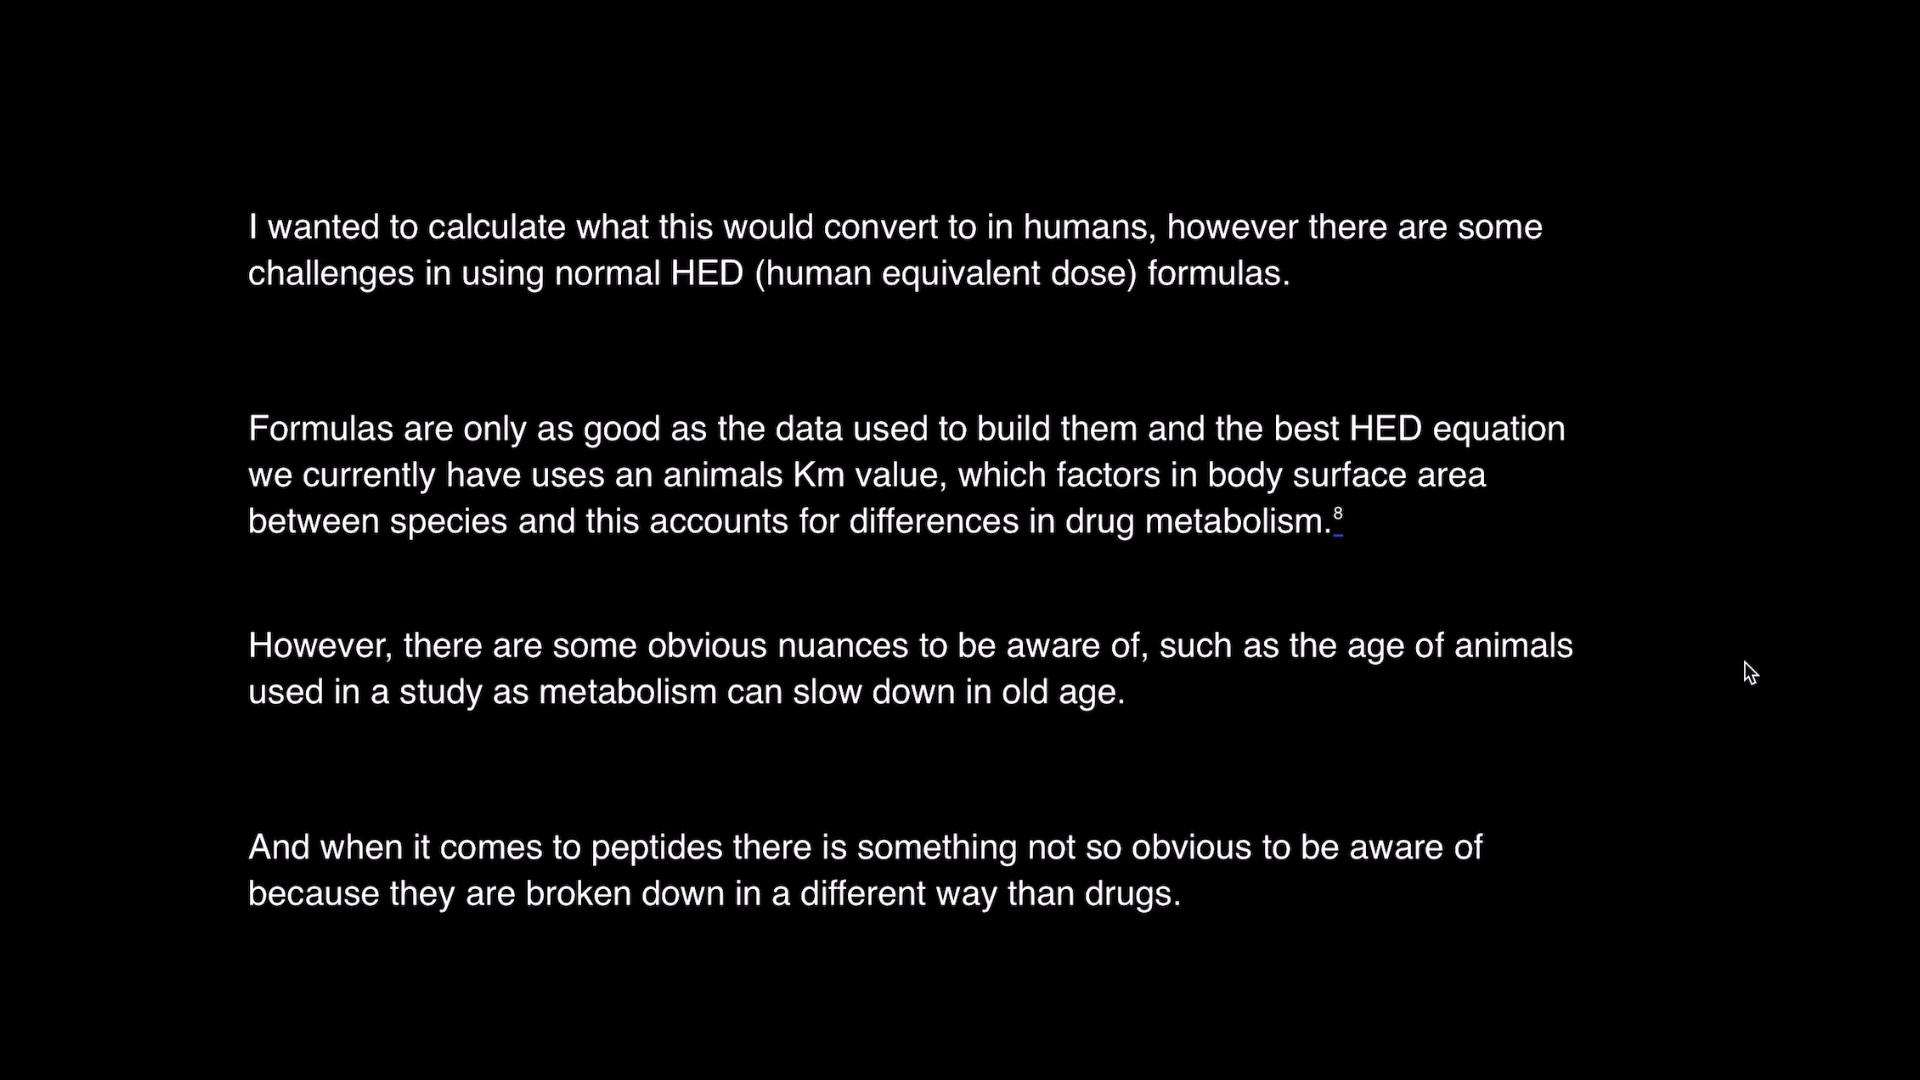 I wanted to calculate what this would convert to in humans, however there are some
challenges in using normal HED (human equivalent dose) formulas.
Formulas are only as good as the data used to build them and the best HED equation
we currently have uses an animals Km value, which factors in body surface area
between species and this accounts for differences in drug metabolism.8
However, there are some obvious nuances to be aware of, such as the age of animals
used in a study as metabolism can slow down in old age.
And when it comes to peptides there is something not so obvious to be aware of
because they are broken down in a different way than drugs.